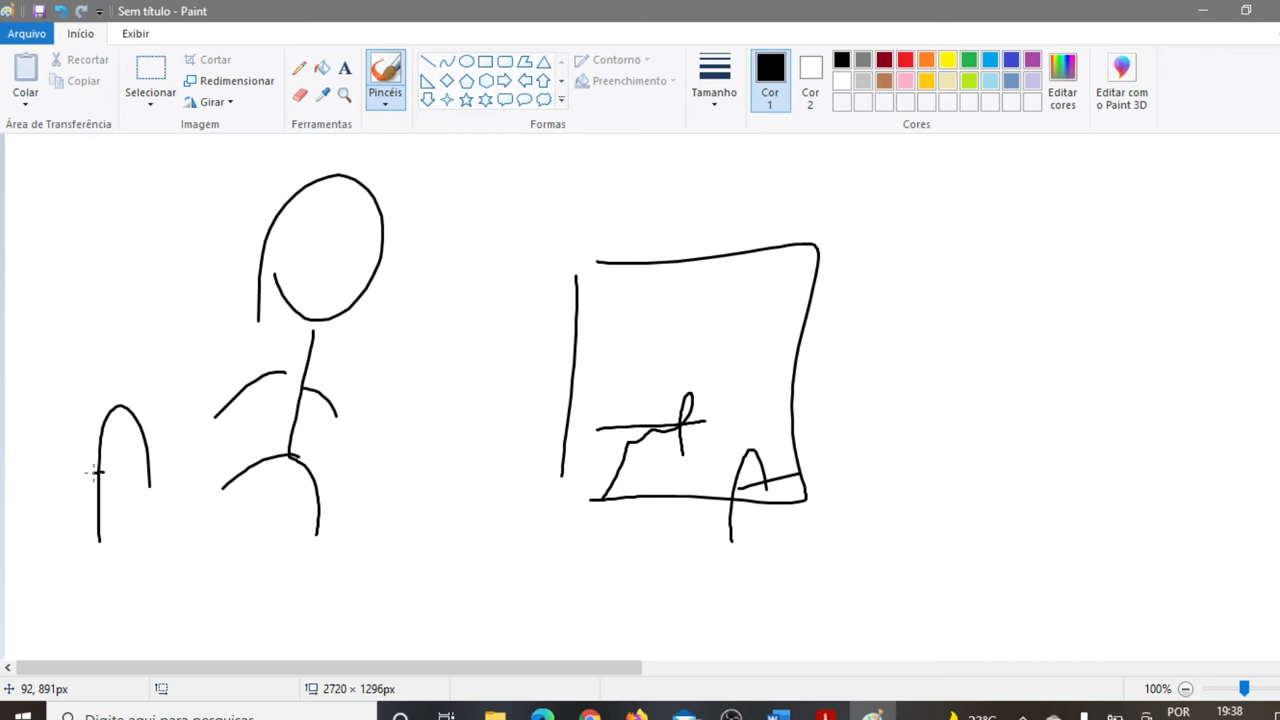 Sem título - Paint
Arquivo Início Exibir
Colar
Recortar
Copiar
Área de Transferência
Selecionar
Cortar
Redimensionar
Girar
Imagem
A
Ferramentas
Pincéis
Contorno
Preenchimento
Formas
Tamanho
Cor
1
Cor
2
Cores
Editar
cores
Editar com
o Paint 3D
92, 891px
2720 × 1296px
100%
Digite aqui para pesquisar
22°C
POR
19:38